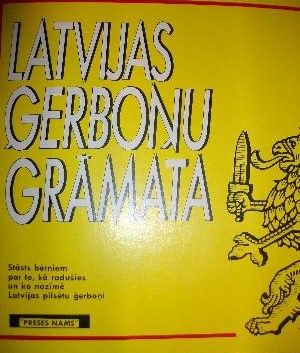 LATVIJAS
ĢERBOŅU
GRĀMATA
Stāsts bērniem
par to, kā radušies
un ko nozīmē
Latvijas pilsētu ģerboņi
"PRESES NAMS"